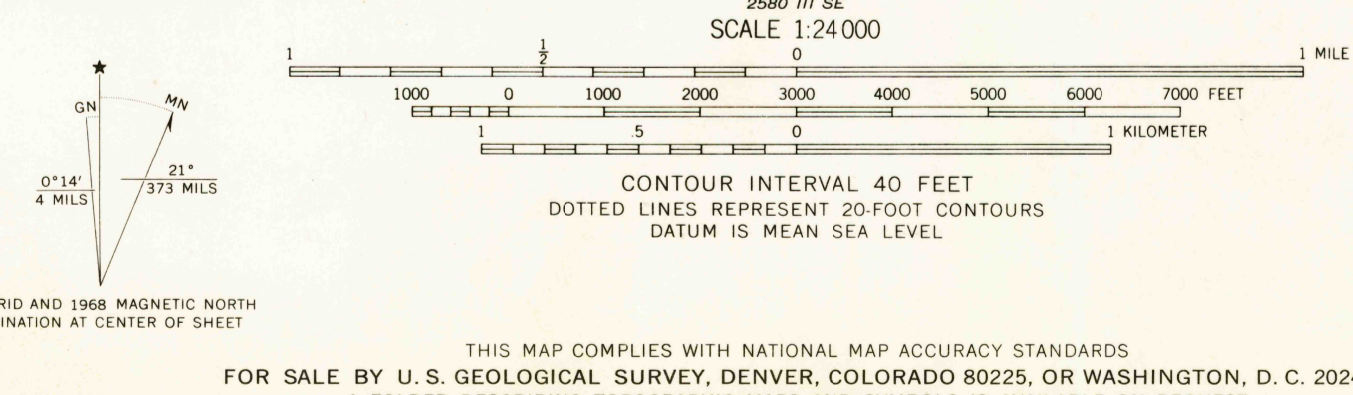 2580 III SE
SCALE 1:24 000
1 1/2 0 1 MILE
1000 0 1000 2000 3000 4000 5000 6000 7000 FEET
1 .5 0 1 KILOMETER
CONTOUR INTERVAL 40 FEET
DOTTED LINES REPRESENT 20-FOOT CONTOURS
DATUM IS MEAN SEA LEVEL
★
GN
MN
0°14′
4 MILS
21°
373 MILS
RID AND 1968 MAGNETIC NORTH
INATION AT CENTER OF SHEET
THIS MAP COMPLIES WITH NATIONAL MAP ACCURACY STANDARDS
FOR SALE BY U. S. GEOLOGICAL SURVEY, DENVER, COLORADO 80225, OR WASHINGTON, D. C. 202